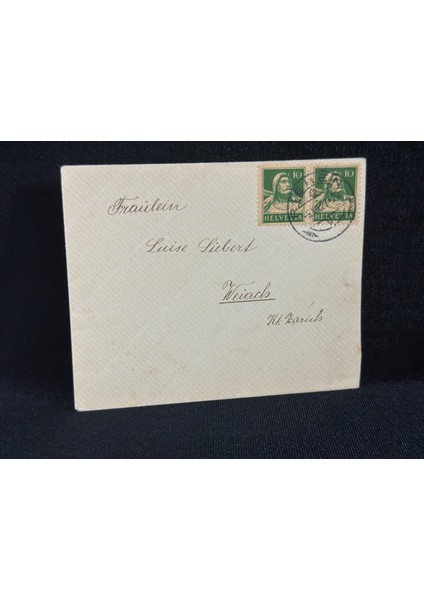 10 10
HELVETIA HELVETIA
Fräulein
Luise Siebert
Weiach
Kt. Zürich